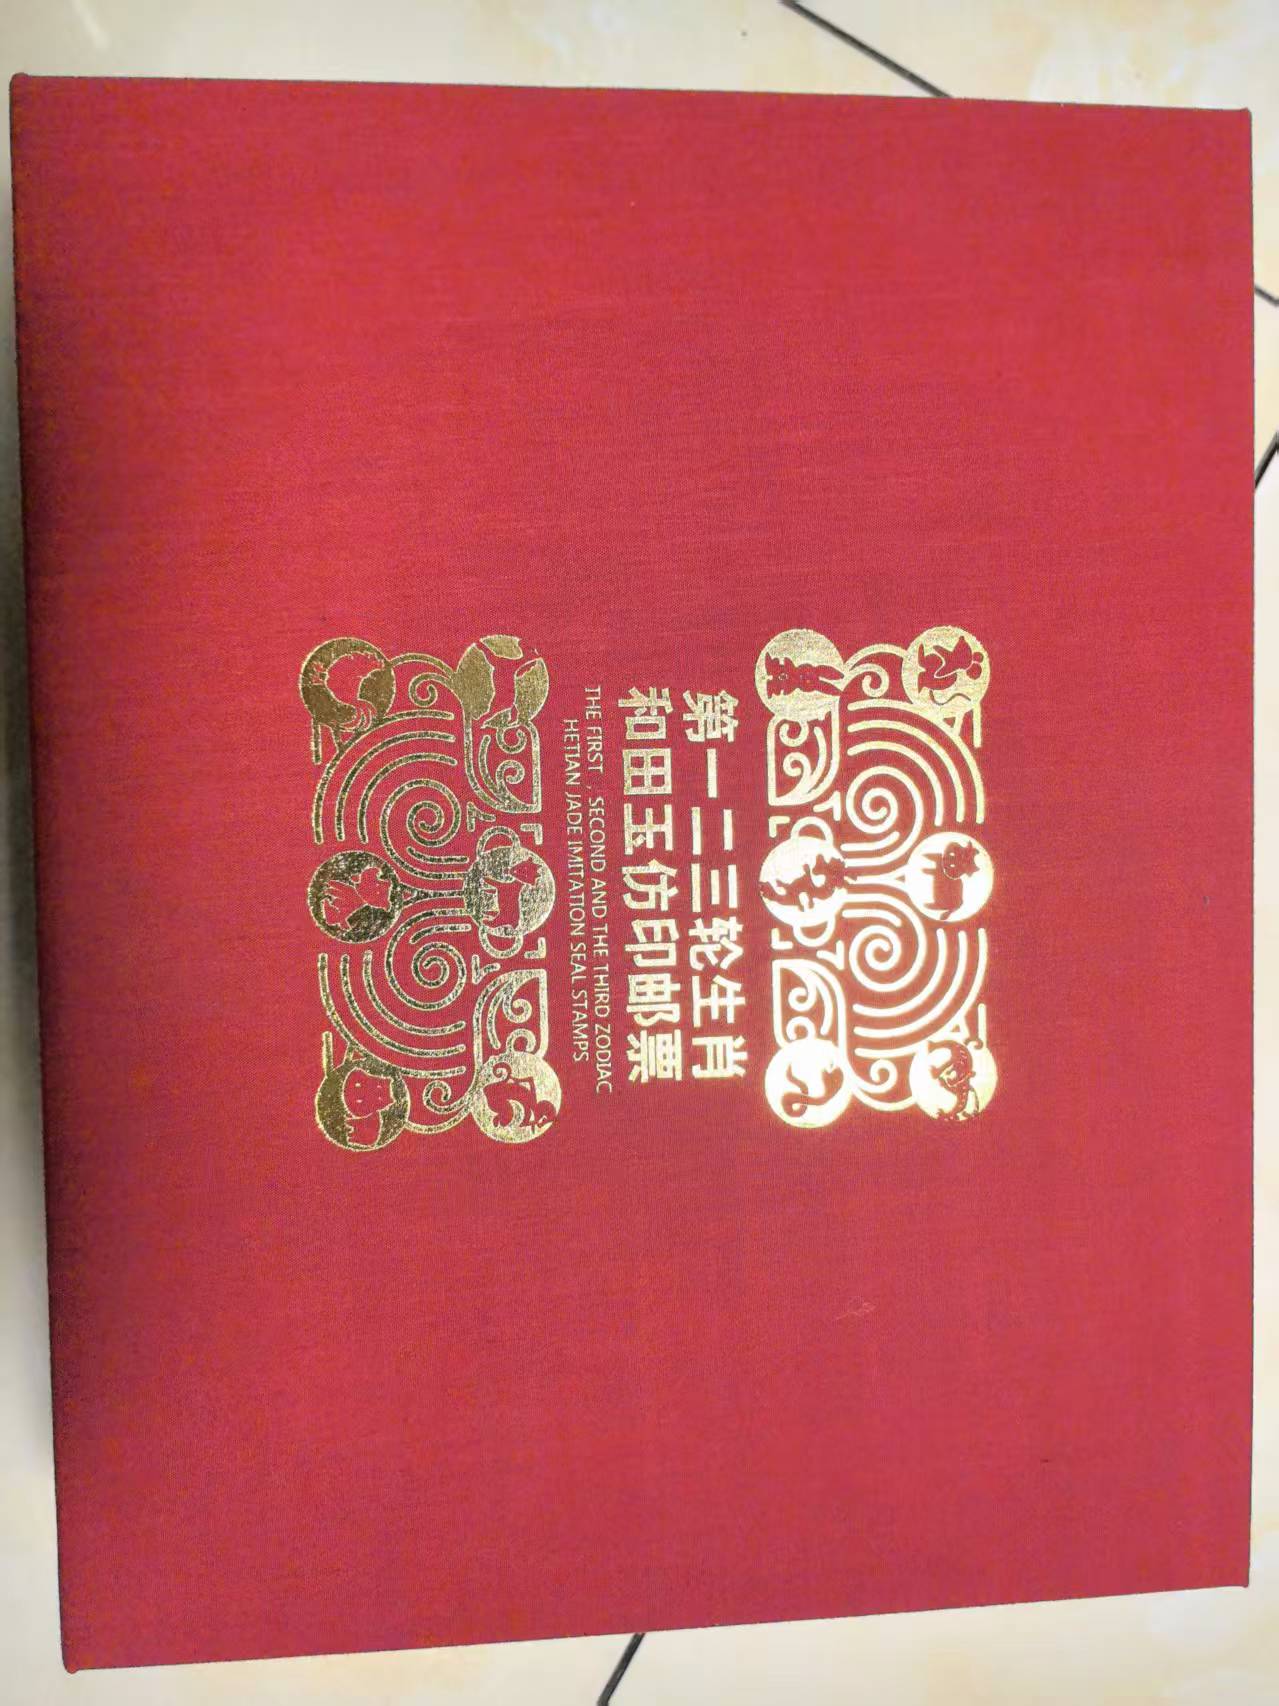 第一二三轮生肖
和田玉仿印邮票
THE FIRST , SECOND AND THE THIRD ZODIAC
HETIAN JADE IMITATION SEAL STAMPS